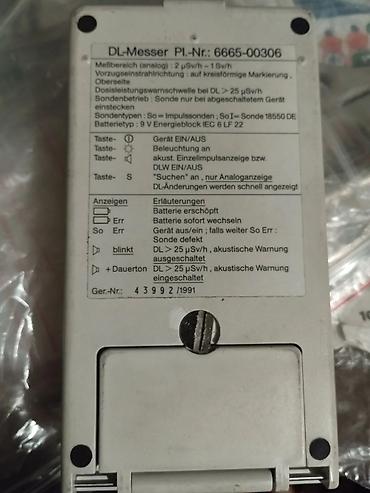 DL-Messer Pl.-Nr.: 6665-00306
Meßbereich (analog) : 2 µSv/h – 1 Sv/h
Vorzugseinstrahlrichtung : auf kreisförmige Markierung ,
Oberseite
Dosisleistungswarnschwelle bei DL > 25 µSv/h
Sondenbetrieb : Sonde nur bei abgeschaltetem Gerät
einstecken
Sondentypen : So = Impulssonden , So I = Sonde 18550 DE
Batterietyp : 9 V Energieblock IEC 6 LF 22
Taste- Gerät EIN/AUS
Taste- Beleuchtung an
Taste- akust. Einzelimpulsanzeige bzw.
DLW EIN/AUS
Taste- S "Suchen" an , nur Analoganzeige
DL-Änderungen werden schnell angezeigt
Anzeigen Erläuterungen
Batterie erschöpft
Err Batterie sofort wechseln
So Err Gerät aus/ein ; falls weiter So Err :
Sonde defekt
blinkt DL > 25 µSv/h , akustische Warnung
ausgeschaltet
+ Dauerton DL > 25 µSv/h , akustische Warnung
eingeschaltet
Ger.-Nr.: 43992/1991